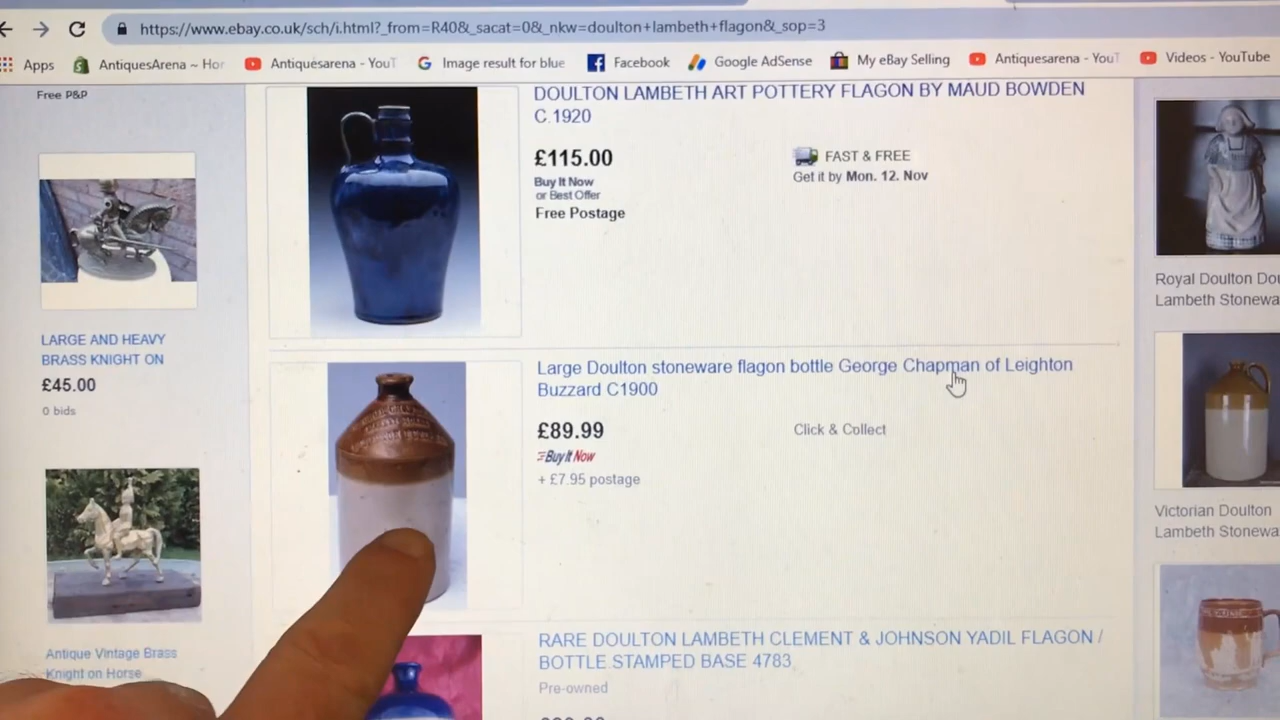 https://www.ebay.co.uk/sch/i.html?_from=R40&_sacat=0&_nkw=doulton+lambeth+flagon&_sop=3
Apps
AntiquesArena ~ Hor
Antiquesarena - YouT
Image result for blue
Facebook
Google AdSense
My eBay Selling
Antiquesarena - YouT
Videos - YouTube
Free P&P
LARGE AND HEAVY
BRASS KNIGHT ON
£45.00
0 bids
Antique Vintage Brass
Knight on Horse
DOULTON LAMBETH ART POTTERY FLAGON BY MAUD BOWDEN
C.1920
£115.00
Buy It Now
or Best Offer
Free Postage
FAST & FREE
Get it by Mon. 12. Nov
Large Doulton stoneware flagon bottle George Chapman of Leighton
Buzzard C1900
£89.99
Buy It Now
+ £7.95 postage
Click & Collect
RARE DOULTON LAMBETH CLEMENT & JOHNSON YADIL FLAGON /
BOTTLE STAMPED BASE 4783
Pre-owned
Royal Doulton Dou
Lambeth Stonewa
Victorian Doulton
Lambeth Stonewa